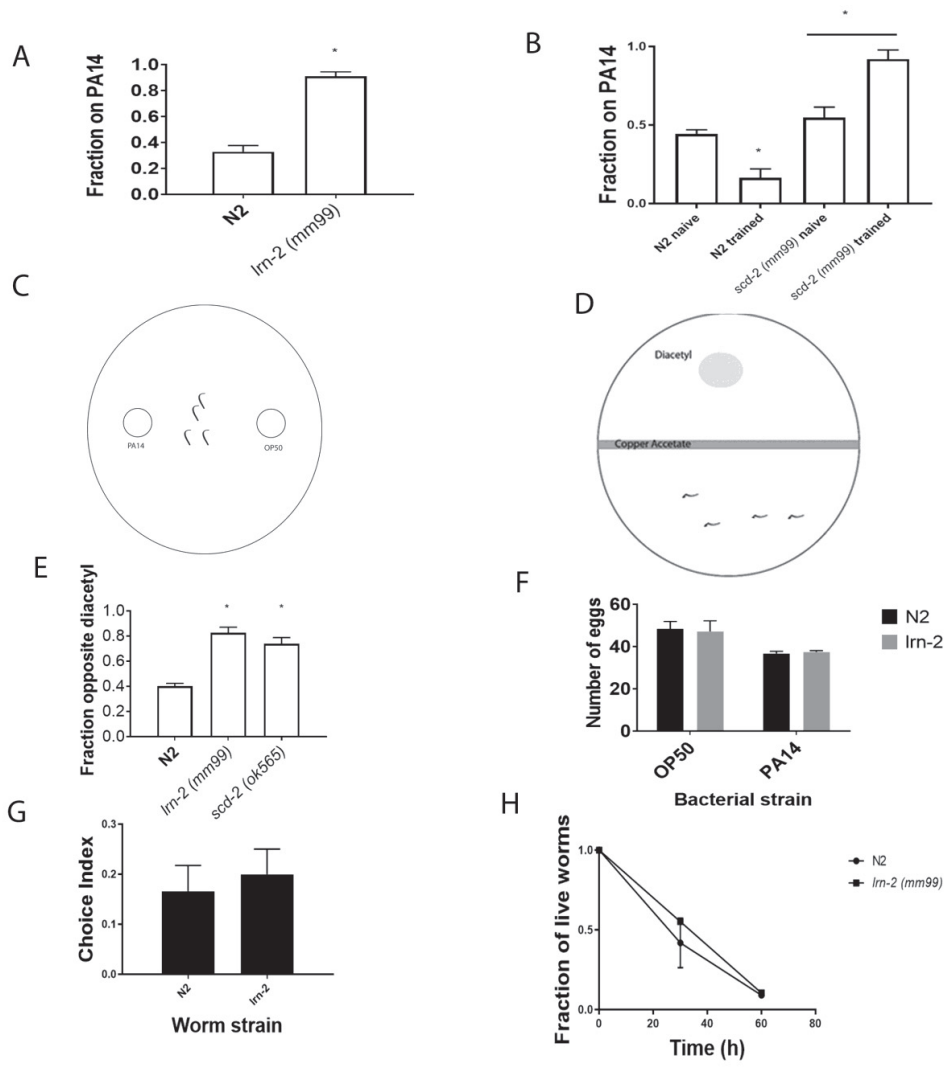 A
Fraction on PA14
1.0
0.8
0.6
0.4
0.2
0.0
*
N2
lrn-2 (mm99)
B
Fraction on PA14
1.0
0.5
0.0
*
*
N2 naive
N2 trained
scd-2 (mm99) naive
scd-2 (mm99) trained
C
PA14
OP50
D
Diacetyl
Copper Accetate
E
Fraction opposite diacetyl
1.0
0.8
0.6
0.4
0.2
0.0
*
*
N2
lrn-2 (mm99)
scd-2 (ok565)
F
Number of eggs
60
40
20
0
OP50
PA14
Bacterial strain
N2
lrn-2
G
Choice Index
0.3
0.2
0.1
0.0
N2
lrn-2
Worm strain
H
Fraction of live worms
1.0
0.5
0.0
0
20
40
60
80
Time (h)
N2
lrn-2 (mm99)